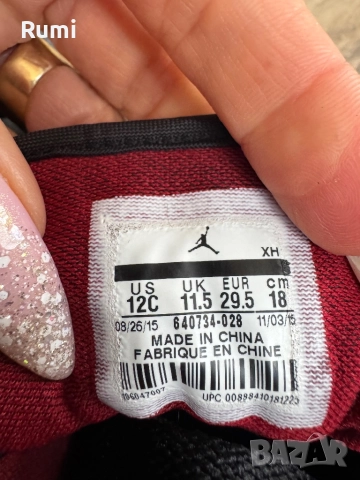 Rumi
XH
US UK EUR cm
12C 11.5 29.5 18
08/26/15 640734-028 11/03/15
MADE IN CHINA
FABRIQUE EN CHINE
UPC 00888410181223
BAZAR